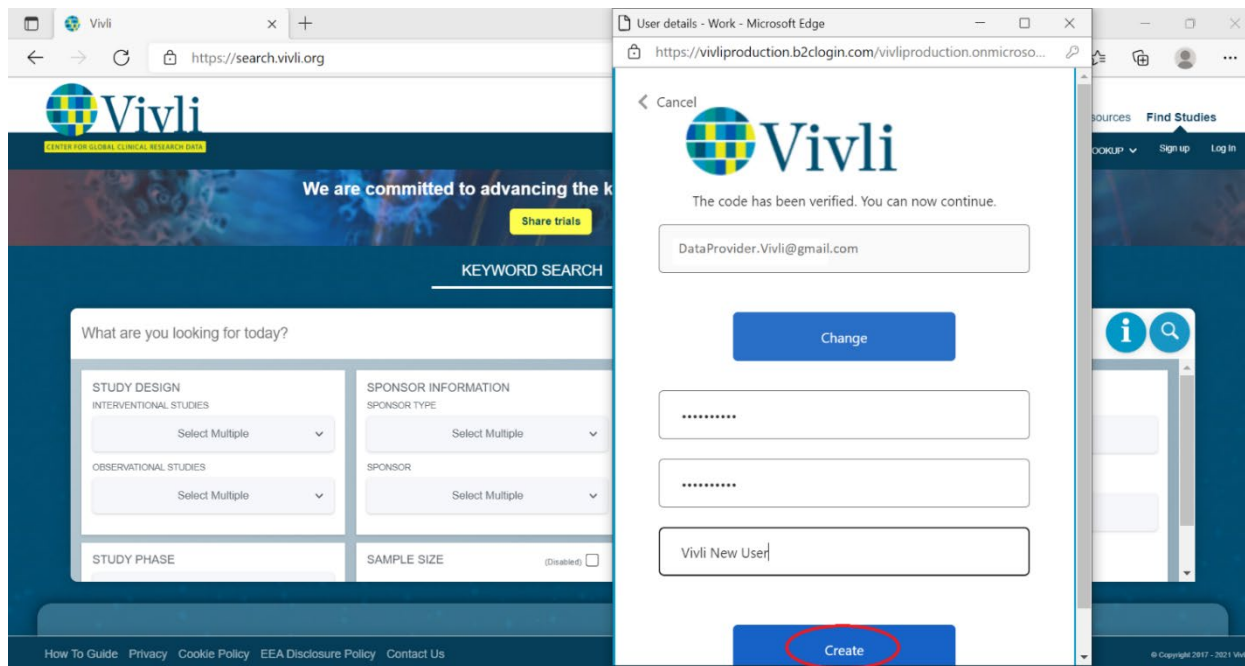 Vivli
User details - Work - Microsoft Edge
https://search.vivli.org
https://vivliproduction.b2clogin.com/vivliproduction.onmicroso...
Vivli
CENTER FOR GLOBAL CLINICAL RESEARCH DATA
sources Find Studies
OOKUP Sign up Log In
We are committed to advancing the k
Share trials
KEYWORD SEARCH
What are you looking for today?
STUDY DESIGN
INTERVENTIONAL STUDIES
Select Multiple
OBSERVATIONAL STUDIES
Select Multiple
STUDY PHASE
SPONSOR INFORMATION
SPONSOR TYPE
Select Multiple
SPONSOR
Select Multiple
SAMPLE SIZE (Disabled)
Cancel
Vivli
The code has been verified. You can now continue.
DataProvider.Vivli@gmail.com
Change
••••••••••
••••••••••
Vivli New User
Create
i
How To Guide Privacy Cookie Policy EEA Disclosure Policy Contact Us
© Copyright 2017 - 2021 Vivl